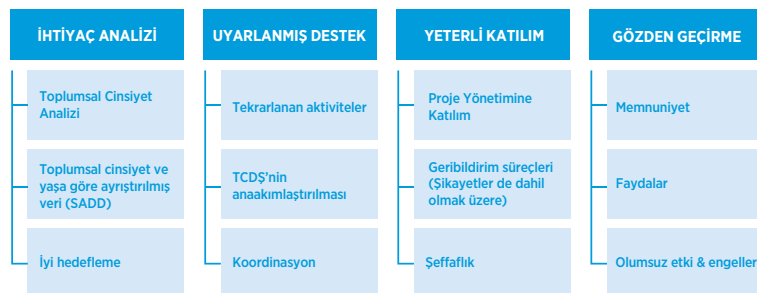 İHTİYAÇ ANALİZİ
Toplumsal Cinsiyet
Analizi
Toplumsal cinsiyet ve
yaşa göre ayrıştırılmış
veri (SADD)
İyi hedefleme
UYARLANMIŞ DESTEK
Tekrarlanan aktiviteler
TCDŞ’nin
anaakımlaştırılması
Koordinasyon
YETERLİ KATILIM
Proje Yönetimine
Katılım
Geribildirim süreçleri
(Şikayetler de dahil
olmak üzere)
Şeffaflık
GÖZDEN GEÇİRME
Memnuniyet
Faydalar
Olumsuz etki & engeller